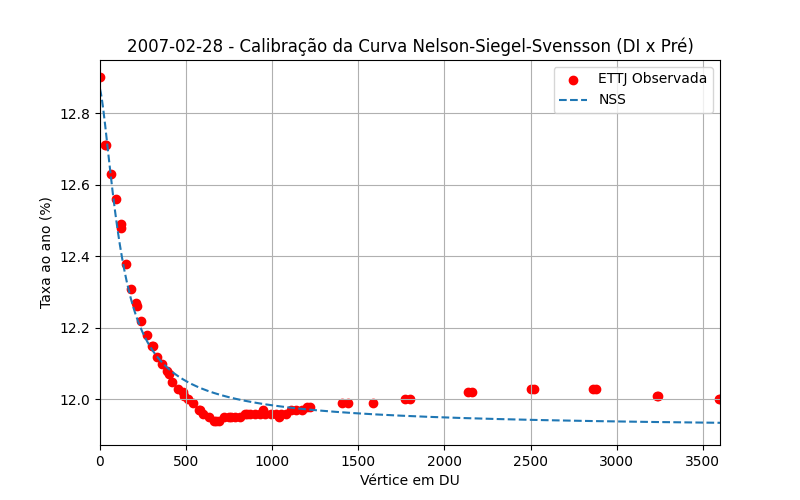 2007-02-28 - Calibração da Curva Nelson-Siegel-Svensson (DI x Pré)
ETTJ Observada
NSS
Taxa ao ano (%)
12.8
12.6
12.4
12.2
12.0
0 500 1000 1500 2000 2500 3000 3500
Vértice em DU